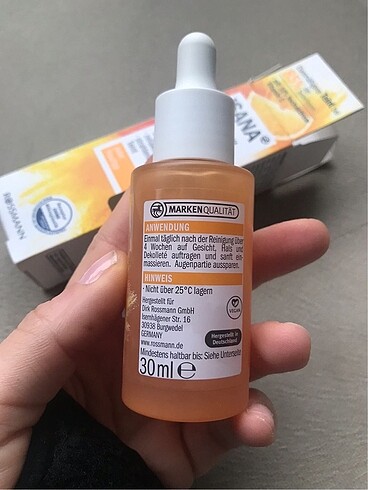 MARKENQUALITÄT
ANWENDUNG
Einmal täglich nach der Reinigung über
4 Wochen auf Gesicht, Hals und
Dekolleté auftragen und sanft ein-
massieren. Augenpartie aussparen.
HINWEIS
- Nicht über 25°C lagern
Hergestellt für
Dirk Rossmann GmbH
Isernhägener Str. 16
30938 Burgwedel
GERMANY
www.rossmann.de
VEGAN
Hergestellt in
Deutschland
Mindestens haltbar bis: Siehe Unterseite
30ml e
SANA
ROSSMANN